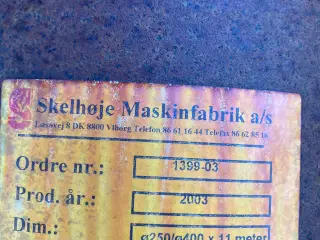 Skelhøje Maskinfabrik a/s
Læsøvej 8 DK 8800 Viborg Telefon 86 61 16 44 Telefax 86 62 85 16
Ordre nr.: 1399-03
Prod. år.: 2003
Dim.: ø250/ø400 x 11 meter